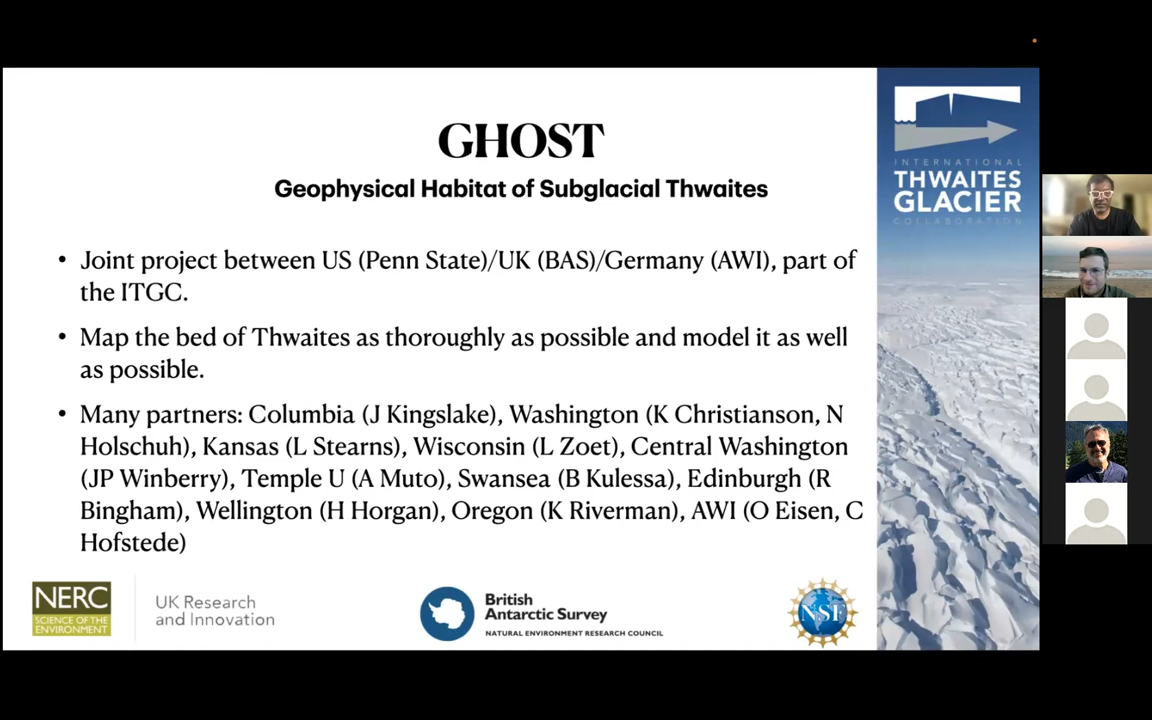 GHOST
Geophysical Habitat of Subglacial Thwaites
• Joint project between US (Penn State)/UK (BAS)/Germany (AWI), part of
the ITGC.
• Map the bed of Thwaites as thoroughly as possible and model it as well
as possible.
• Many partners: Columbia (J Kingslake), Washington (K Christianson, N
Holschuh), Kansas (L Stearns), Wisconsin (L Zoet), Central Washington
(JP Winberry), Temple U (A Muto), Swansea (B Kulessa), Edinburgh (R
Bingham), Wellington (H Horgan), Oregon (K Riverman), AWI (O Eisen, C
Hofstede)
NERC
SCIENCE OF THE
ENVIRONMENT
UK Research
and Innovation
British
Antarctic Survey
NATURAL ENVIRONMENT RESEARCH COUNCIL
NSF
INTERNATIONAL
THWAITES
GLACIER
COLLABORATION